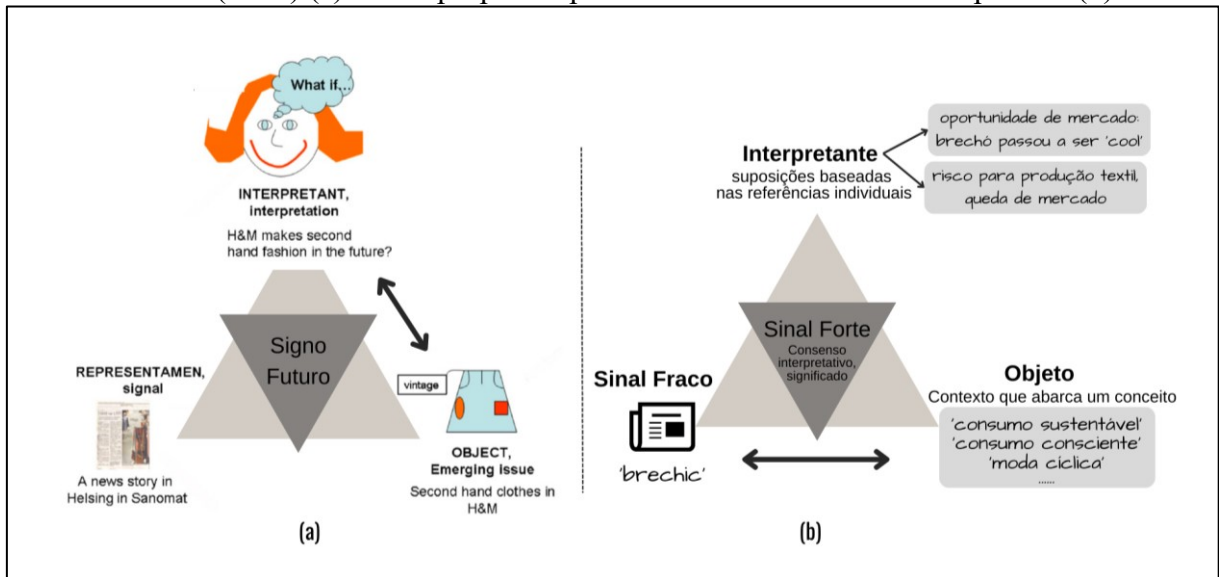 What if...
INTERPRETANT,
interpretation
H&M makes second
hand fashion in the future?
Signo
Futuro
REPRESENTAMEN,
signal
A news story in
Helsing in Sanomat
vintage
OBJECT,
Emerging issue
Second hand clothes in
H&M
(a)
Interpretante
suposições baseadas
nas referências individuais
oportunidade de mercado:
brechó passou a ser 'cool'
risco para produção textil,
queda de mercado
Sinal Forte
Consenso
interpretativo,
significado
Sinal Fraco
'brechic'
Objeto
Contexto que abarca um conceito
'consumo sustentável'
'consumo consciente'
'moda cíclica'
......
(b)